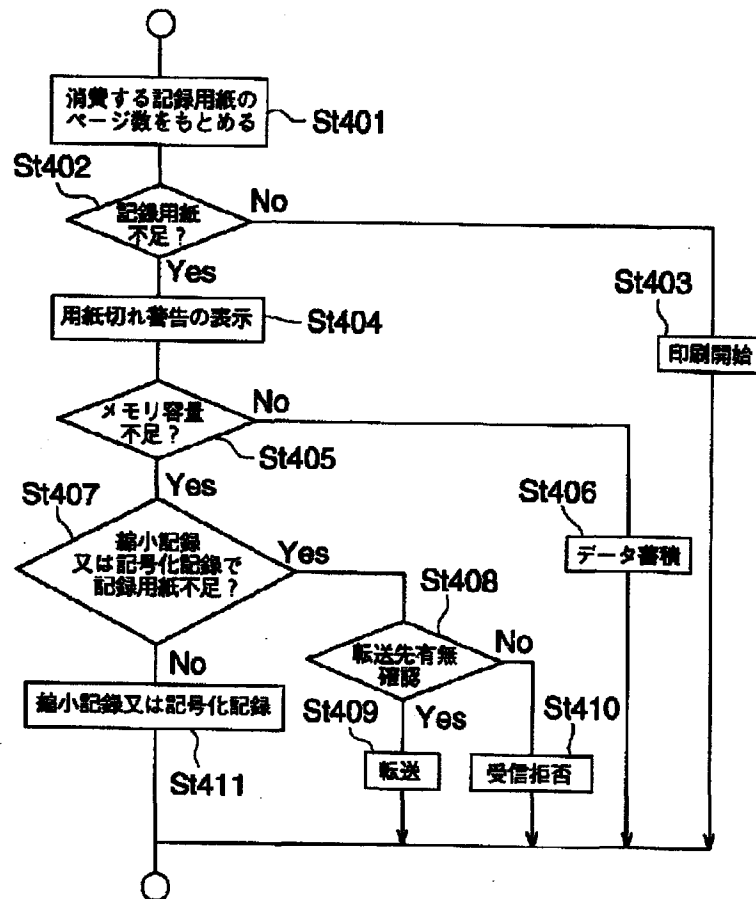 消費する記録用紙の
ページ数をもとめる
St401
St402
記録用紙
不足？
No
Yes
St403
用紙切れ警告の表示
St404
印刷開始
メモリ容量
不足？
No
St405
Yes
St407
St406
縮小記録
又は記号化記録で
記録用紙不足？
Yes
データ蓄積
St408
転送先有無
確認
No
No
縮小記録又は記号化記録
St409
Yes
St410
St411
転送
受信拒否